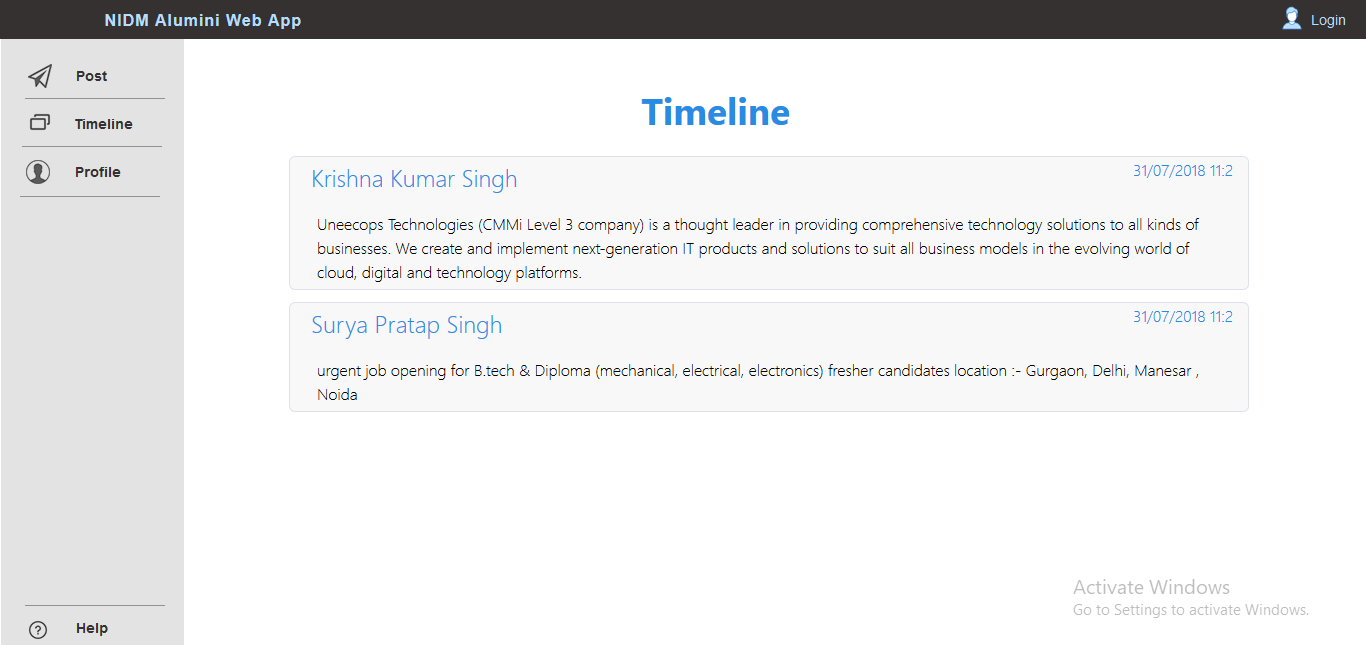 NIDM Alumini Web App
Login
Post
Timeline
Profile
Help
Timeline
Krishna Kumar Singh
31/07/2018 11:2
Uneecops Technologies (CMMi Level 3 company) is a thought leader in providing comprehensive technology solutions to all kinds of
businesses. We create and implement next-generation IT products and solutions to suit all business models in the evolving world of
cloud, digital and technology platforms.
Surya Pratap Singh
31/07/2018 11:2
urgent job opening for B.tech & Diploma (mechanical, electrical, electronics) fresher candidates location :- Gurgaon, Delhi, Manesar ,
Noida
Activate Windows
Go to Settings to activate Windows.